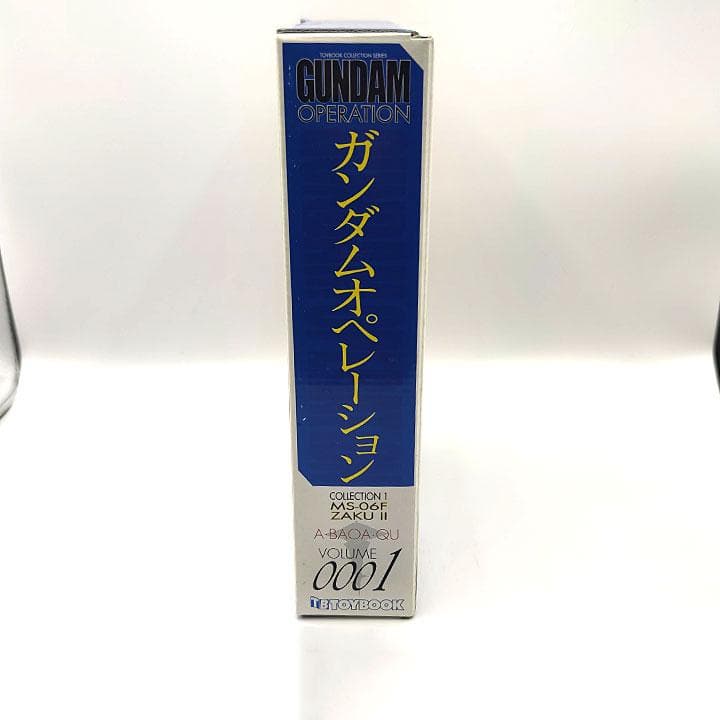 TOYBOOK COLLECTION SERIES
GUNDAM
OPERATION
ガンダムオペレーション
COLLECTION 1
MS-06F
ZAKU II
A-BAOA-QU
VOLUME
0001
TBTOYBOOK